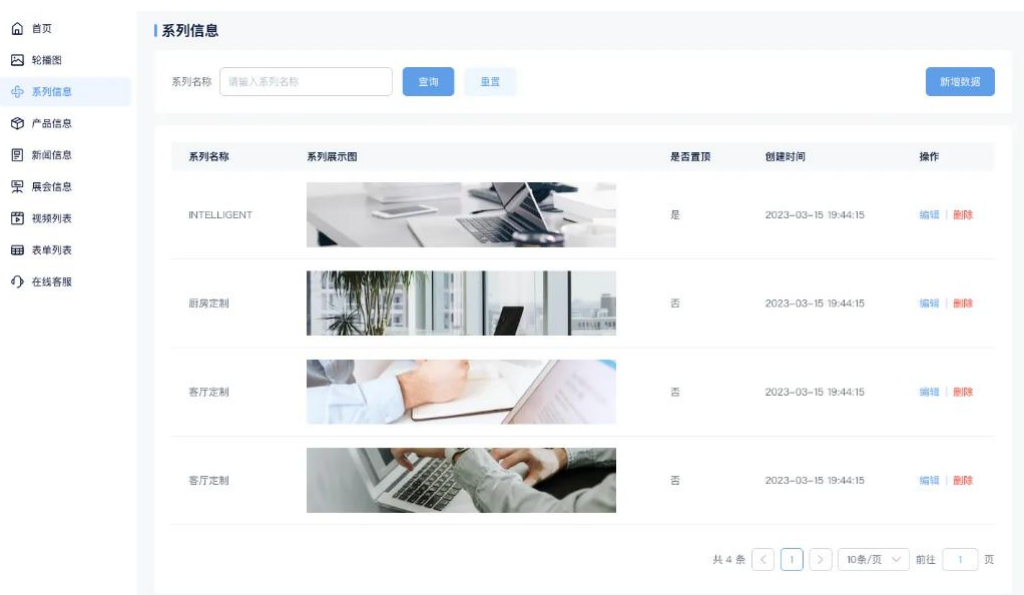 首页
轮播图
系列信息
产品信息
新闻信息
展会信息
视频列表
表单列表
在线客服
系列信息
系列名称 请输入系列名称 查询 重置 新增数据
系列名称 系列展示图 是否置顶 创建时间 操作
INTELLIGENT 是 2023-03-15 19:44:15 编辑 删除
厨房定制 否 2023-03-15 19:44:15 编辑 删除
客厅定制 否 2023-03-15 19:44:15 编辑 删除
客厅定制 否 2023-03-15 19:44:15 编辑 删除
共 4 条 < 1 > 10条/页 前往 1 页